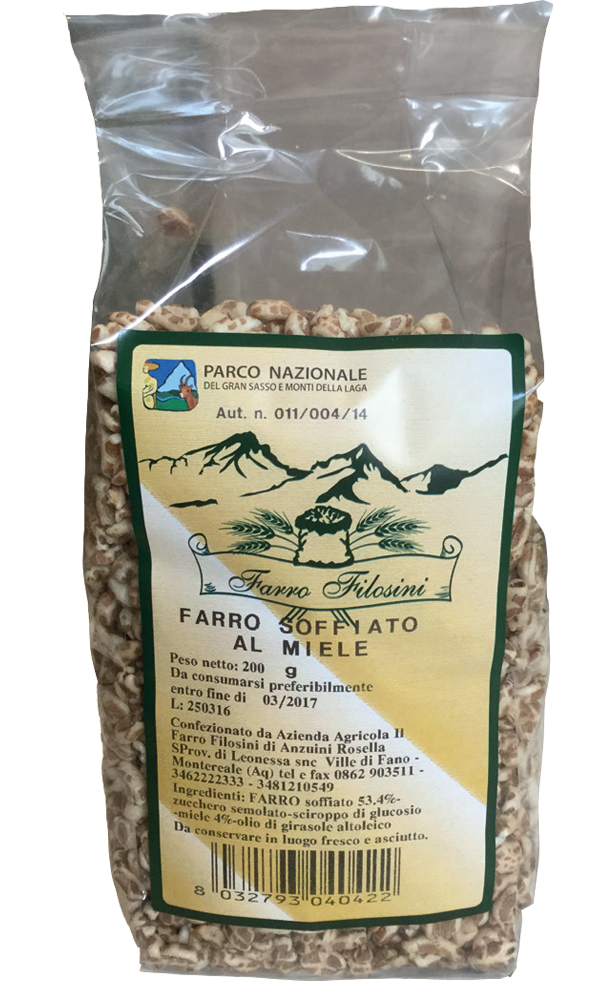 PARCO NAZIONALE
DEL GRAN SASSO E MONTI DELLA LAGA
Aut. n. 011/004/14
Farro Filosini
FARRO SOFFIATO
AL MIELE
Peso netto: 200 g
Da consumarsi preferibilmente
entro fine di 03/2017
L: 250316
Confezionato da Azienda Agricola Il
Farro Filosini di Anzuini Rosella
SProv. di Leonessa snc Ville di Fano -
Montereale (Aq) tel e fax 0862 903511 -
3462222333 - 3481210549
Ingredienti: FARRO soffiato 53.4%-
zucchero semolato-sciroppo di glucosio
-miele 4%-olio di girasole altoleico
Da conservare in luogo fresco e asciutto.
8 032793 040422